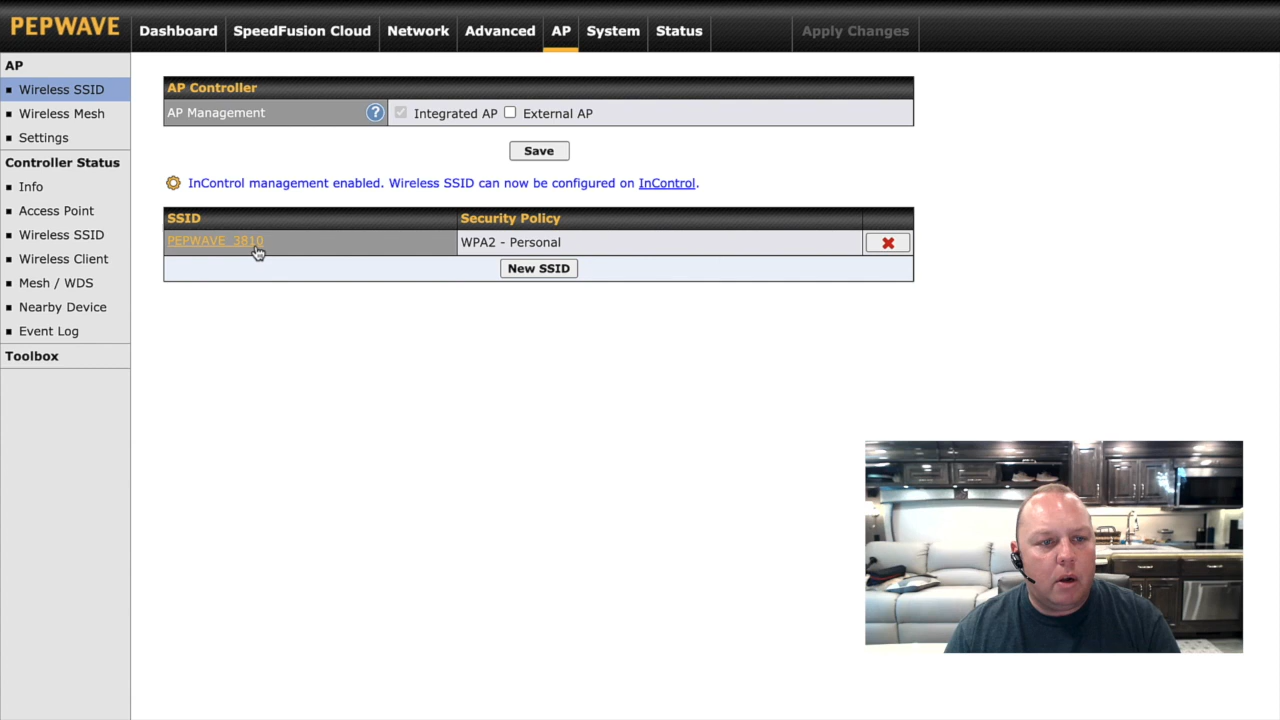 PEPWAVE
Dashboard SpeedFusion Cloud Network Advanced AP System Status Apply Changes
AP
Wireless SSID
Wireless Mesh
Settings
Controller Status
Info
Access Point
Wireless SSID
Wireless Client
Mesh / WDS
Nearby Device
Event Log
Toolbox
AP Controller
AP Management ? Integrated AP External AP
Save
InControl management enabled. Wireless SSID can now be configured on InControl.
SSID Security Policy
PEPWAVE_3810 WPA2 - Personal
New SSID